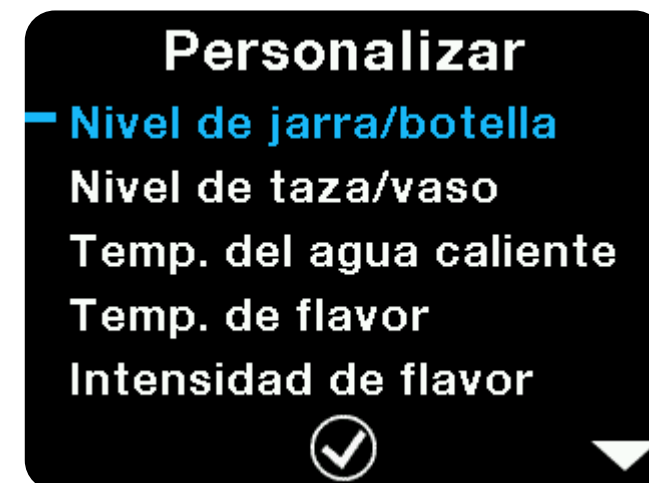 Personalizar
Nivel de jarra/botella
Nivel de taza/vaso
Temp. del agua caliente
Temp. de flavor
Intensidad de flavor